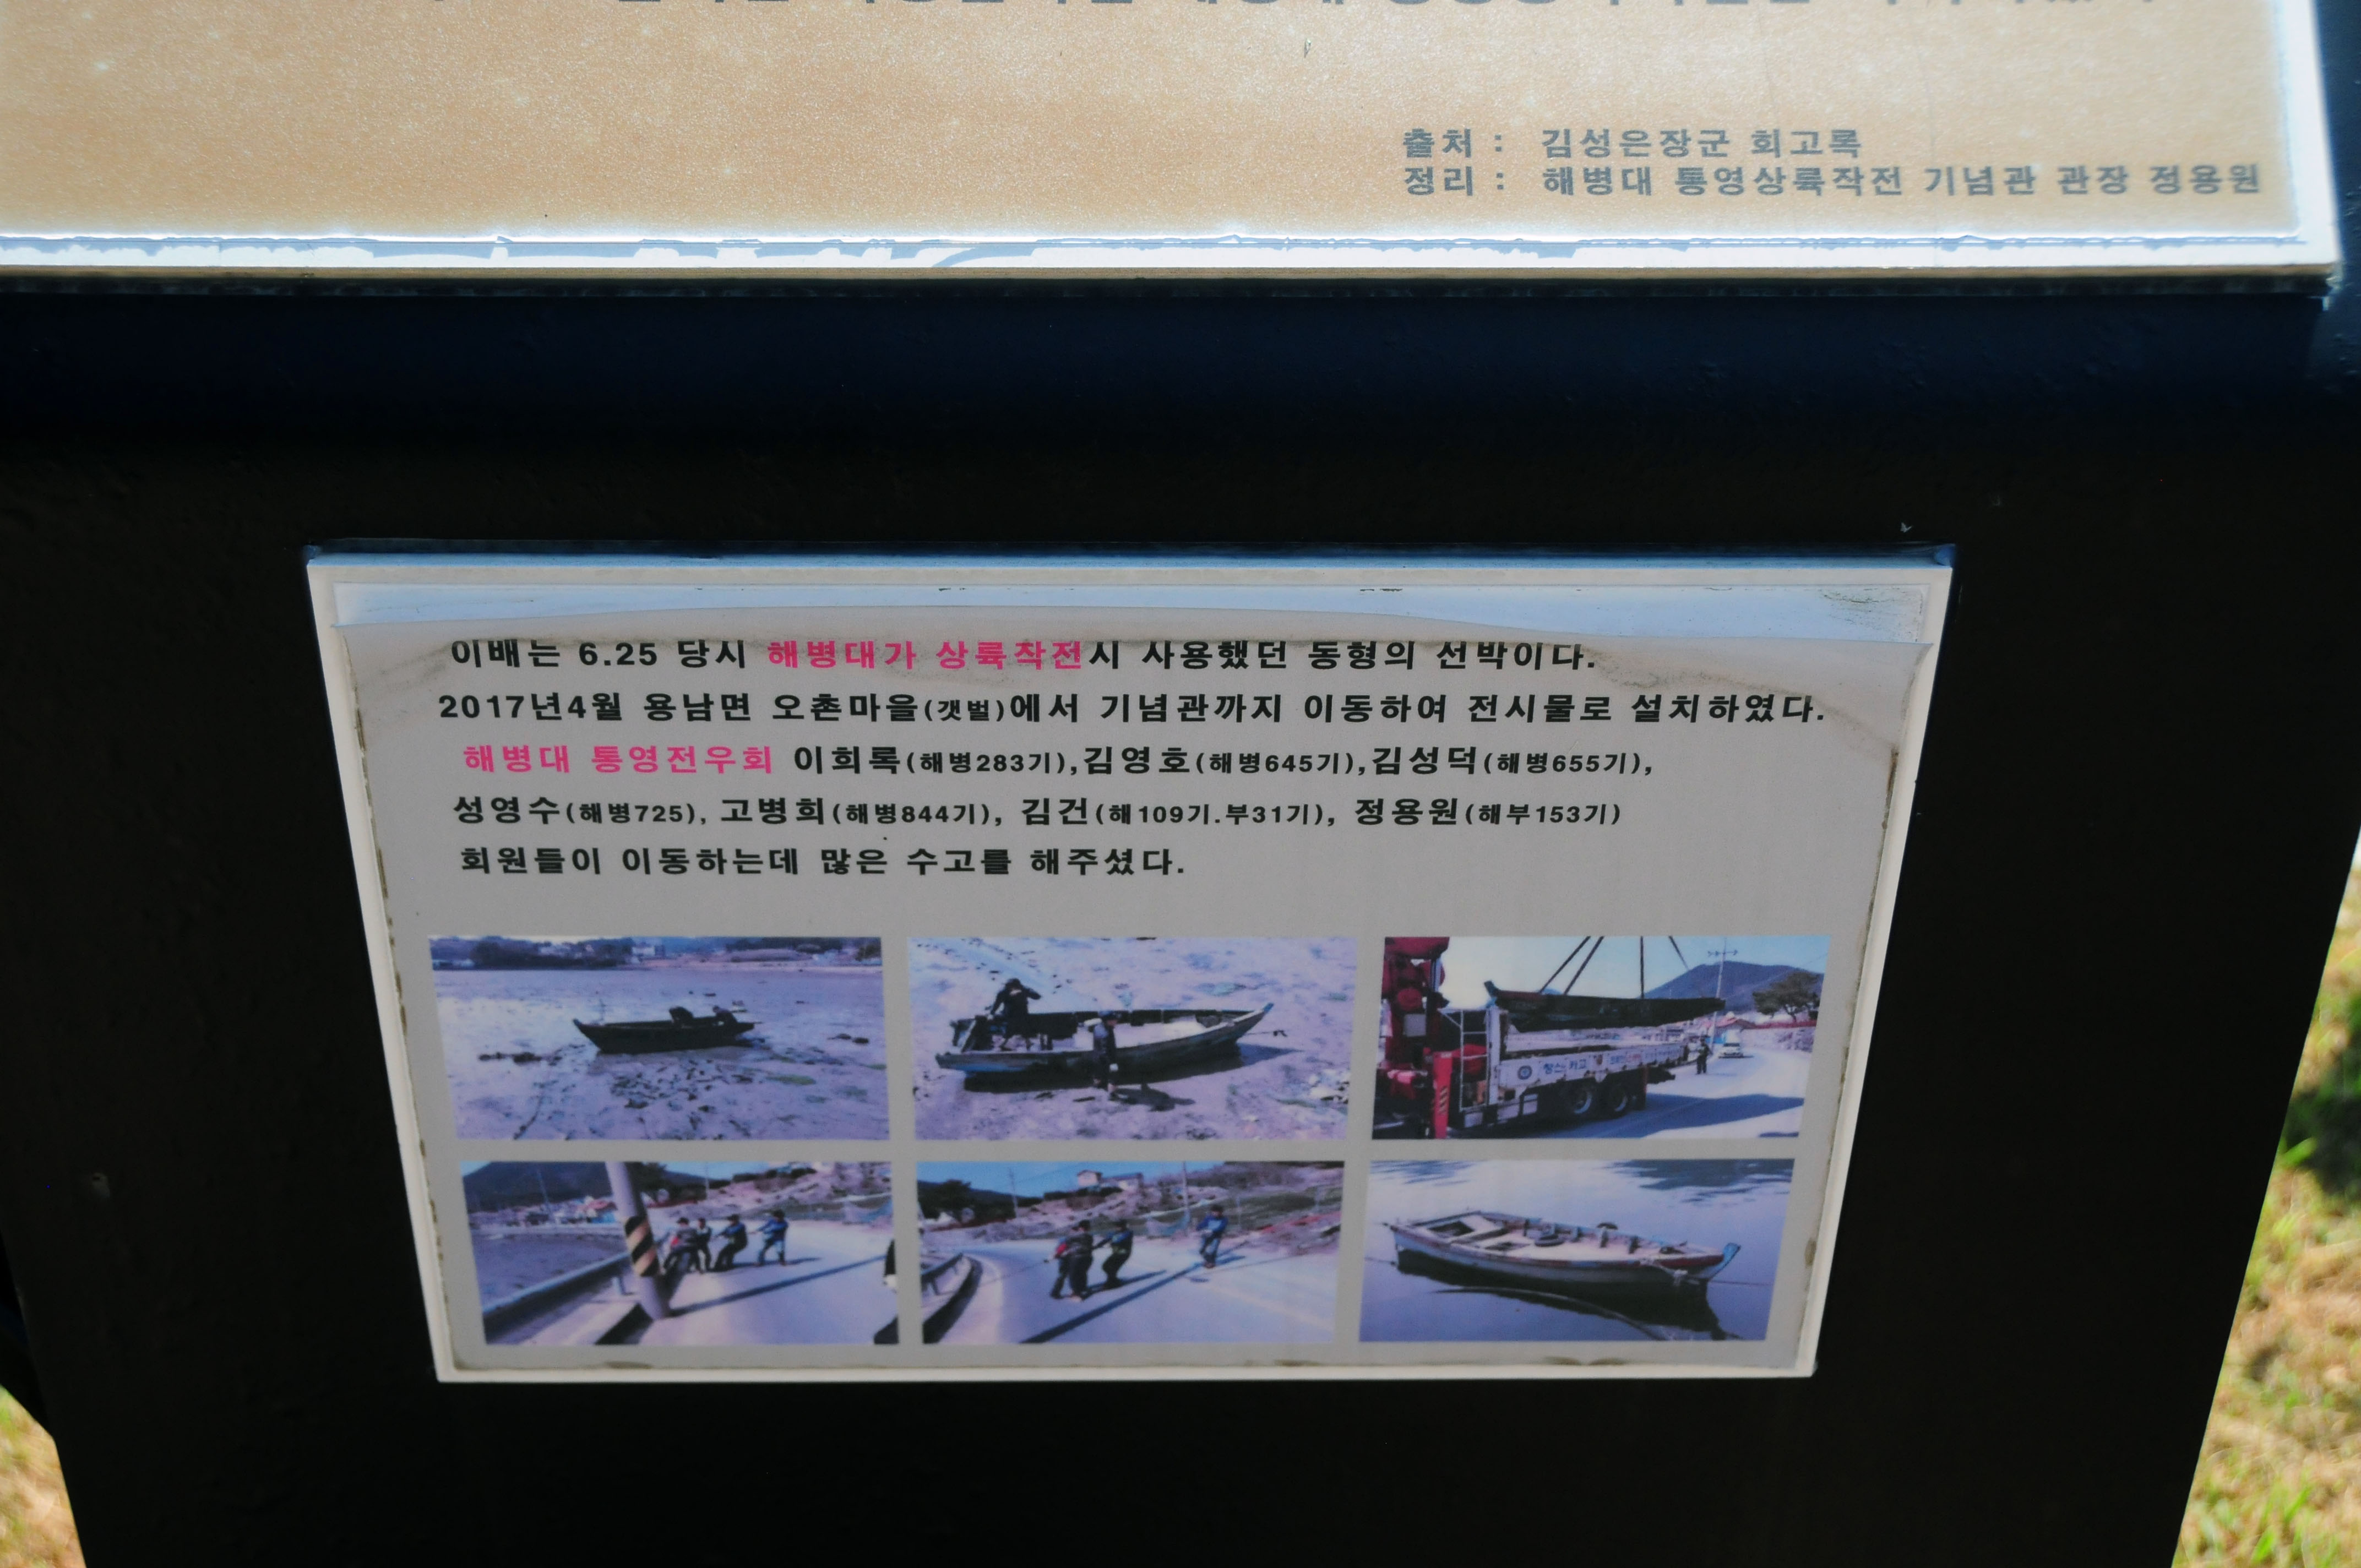 출처 : 김성은장군 회고록
정리 : 해병대 통영상륙작전 기념관 관장 정용원
이배는 6.25 당시 해병대가 상륙작전시 사용했던 동형의 선박이다.
2017년4월 용남면 오촌마을(갯벌)에서 기념관까지 이동하여 전시물로 설치하였다.
해병대 통영전우회 이희록(해병283기),김영호(해병645기),김성덕(해병655기),
성영수(해병725), 고병희(해병844기), 김건(해109기.부31기), 정용원(해부153기)
회원들이 이동하는데 많은 수고를 해주셨다.